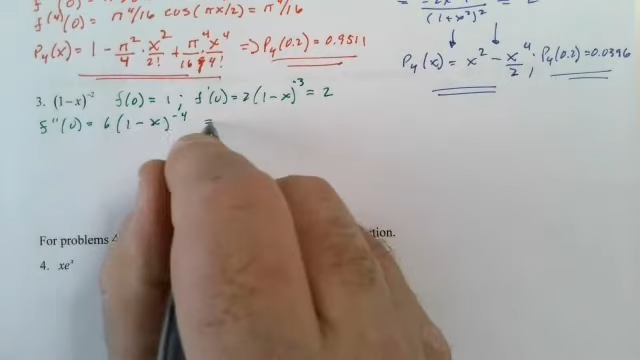 f(0) =
f⁽⁴⁾(0) = π⁴/16 cos(πx/2) = π⁴/16
P₄(x) = 1 - π²/4 · x²/2! + π⁴/16 · x⁴/4! => P₄(0.2) = 0.9511
(1+x²)²
P₄(x) = x² - x⁴/2 ; P₄(0.2) = 0.0396
3. (1-x)⁻² f(0) = 1 ; f'(0) = 2(1-x)⁻³ = 2
f''(0) = 6(1-x)⁻⁴ =
For problems tion.
4. xeˣ